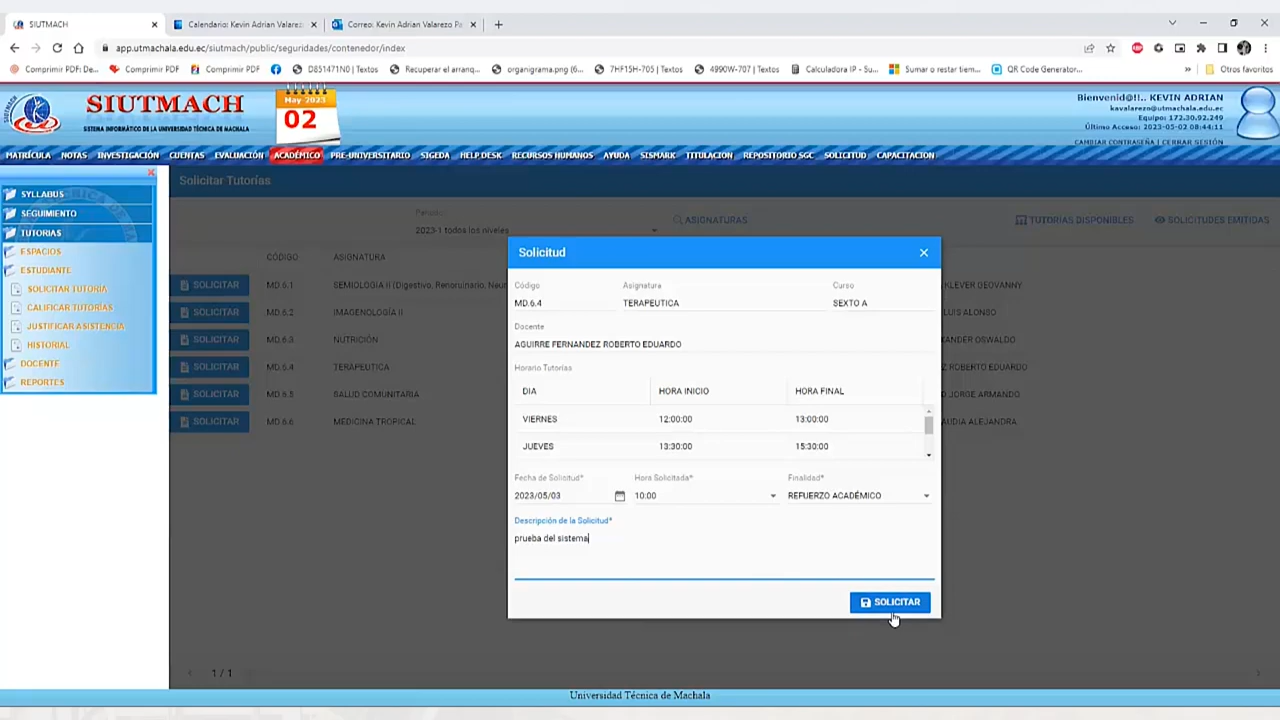 SIUTMACH
Calendario: Kevin Adrian Valarez
Correo: Kevin Adrian Valarezo Pa
app.utmachala.edu.ec/siutmach/public/seguridades/contenedor/index
Comprimir PDF: De... Comprimir PDF Comprimir PDF D851471N0 | Textos Recuperar el arranq... organigrama.png (6... 7HF15H-705 | Textos 4990W-707 | Textos Calculadora IP - Su... Sumar o restar tiem... QR Code Generator... » Otros favoritos
SIUTMACH
SISTEMA INFORMÁTICO DE LA UNIVERSIDAD TÉCNICA DE MACHALA
May 2023
02
Bienvenid@!!.. KEVIN ADRIAN
kavalarezo@utmachala.edu.ec
Equipo: 172.30.92.249
Último Acceso: 2023-05-02 08:44:11
CAMBIAR CONTRASEÑA | CERRAR SESIÓN
MATRÍCULA NOTAS INVESTIGACIÓN CUENTAS EVALUACIÓN ACADÉMICO PRE-UNIVERSITARIO SIGEDA HELP DESK RECURSOS HUMANOS AYUDA SISMARK TITULACION REPOSITORIO SGC SOLICITUD CAPACITACION
SYLLABUS
SEGUIMIENTO
TUTORIAS
ESPACIOS
ESTUDIANTE
SOLICITAR TUTORIA
CALIFICAR TUTORIAS
JUSTIFICAR ASISTENCIA
HISTORIAL
DOCENTE
REPORTES
Solicitar Tutorías
Periodo
2023-1 todos los niveles
ASIGNATURAS
TUTORIAS DISPONIBLES
SOLICITUDES EMITIDAS
CÓDIGO ASIGNATURA
SOLICITAR MD.6.1 SEMIOLOGIA II (Digestivo, Renorurinario, Neur KLEVER GEOVANNY
SOLICITAR MD.6.2 IMAGENOLOGÍA II LUIS ALONSO
SOLICITAR MD.6.3 NUTRICIÓN XANDER OSWALDO
SOLICITAR MD.6.4 TERAPEUTICA Z ROBERTO EDUARDO
SOLICITAR MD.6.5 SALUD COMUNITARIA D JORGE ARMANDO
SOLICITAR MD.6.6 MEDICINA TROPICAL AUDIA ALEJANDRA.
Solicitud
Código Asignatura Curso
MD.6.4 TERAPEUTICA SEXTO A
Docente
AGUIRRE FERNANDEZ ROBERTO EDUARDO
Horario Tutorías
DIA HORA INICIO HORA FINAL
VIERNES 12:00:00 13:00:00
JUEVES 13:30:00 15:30:00
Fecha de Solicitud* Hora Solicitada* Finalidad*
2023/05/03 10:00 REFUERZO ACADÉMICO
Descripción de la Solicitud*
prueba del sistema
SOLICITAR
1 / 1
Universidad Técnica de Machala